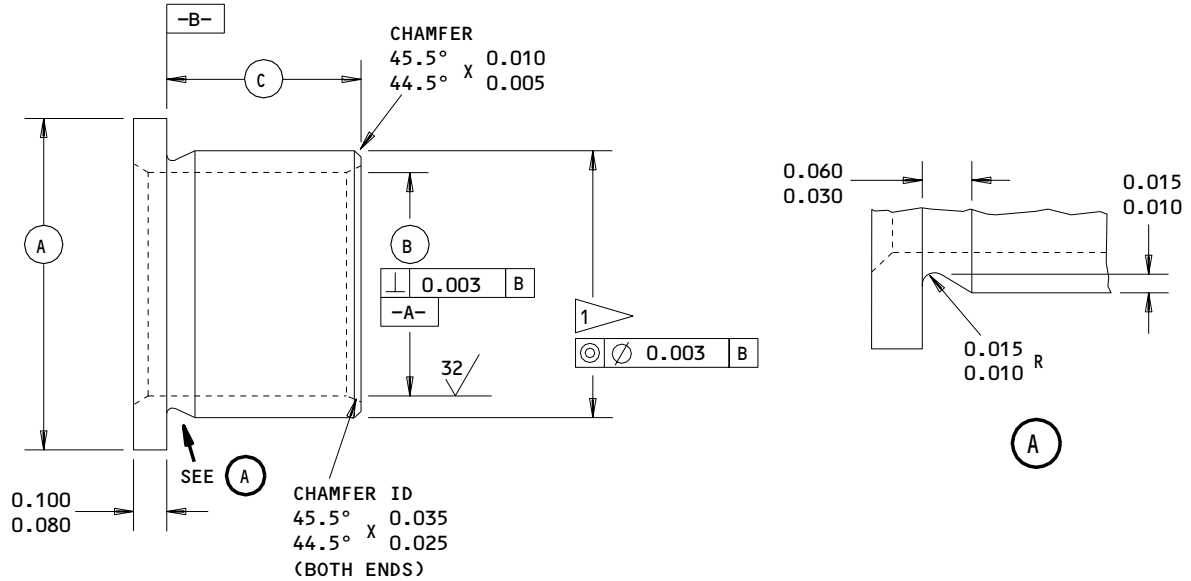 -B-
CHAMFER
45.5° X 0.010
44.5° 0.005
C
A
B
⊥ 0.003 B
-A-
1
◎ ∅ 0.003 B
32
SEE A
0.100
0.080
CHAMFER ID
45.5° X 0.035
44.5° 0.025
(BOTH ENDS)
0.060
0.030
0.015
0.010
0.015 R
0.010
A